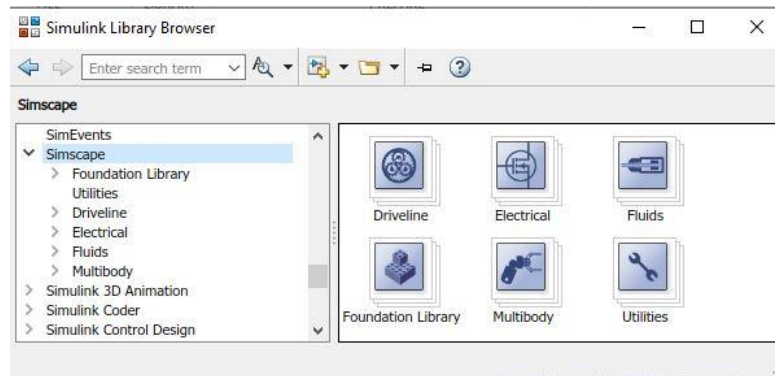 Simulink Library Browser
Enter search term
Simscape
SimEvents
Simscape
Foundation Library
Utilities
Driveline
Electrical
Fluids
Multibody
Simulink 3D Animation
Simulink Coder
Simulink Control Design
Driveline Electrical Fluids
Foundation Library Multibody Utilities